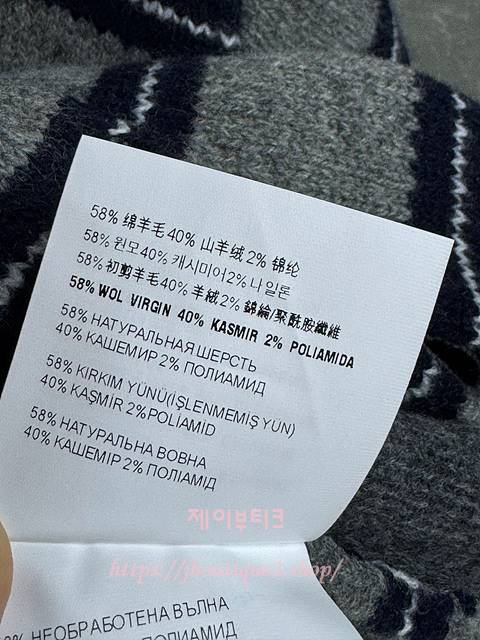 58% 绵羊毛 40% 山羊绒 2% 锦纶
58% 원모 40% 캐시미어 2% 나일론
58% 初剪羊毛 40% 羊絨 2% 錦綸/聚酰胺纖維
58% WOL VIRGIN 40% KASMIR 2% POLIAMIDA
58% НАТУРАЛЬНАЯ ШЕРСТЬ
40% КАШЕМИР 2% ПОЛИАМИД
58% KIRKIM YÜNÜ(İŞLENMEMİŞ YÜN)
40% KAŞMİR 2%POLİAMİD
58% НАТУРАЛЬНА ВОВНА
40% КАШЕМІР 2% ПОЛІАМІД
제이부티크
НЕОБРАБОТЕНА ВЪЛНА
ПОЛИАМИД